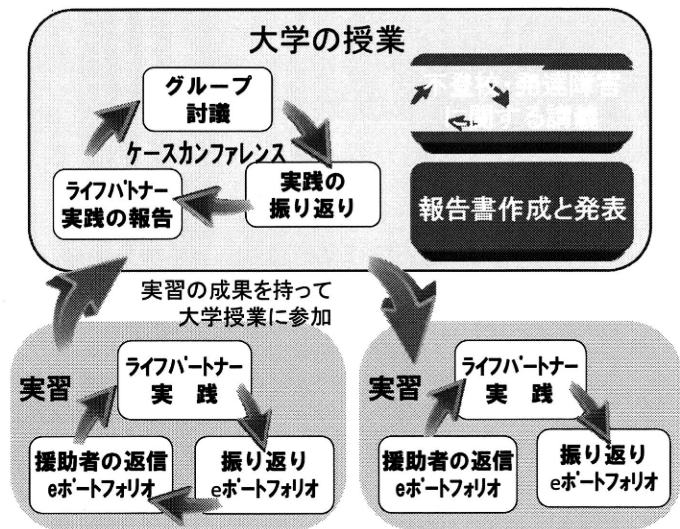 大学の授業
グループ
討議
ケースカンファレンス
ライフパートナー
実践の報告
実践の
振り返り
報告書作成と発表
実習の成果を持って
大学授業に参加
実習
ライフパートナー
実 践
援助者の返信
eポートフォリオ
振り返り
eポートフォリオ
実習
ライフパートナー
実 践
援助者の返信
eポートフォリオ
振り返り
eポートフォリオ